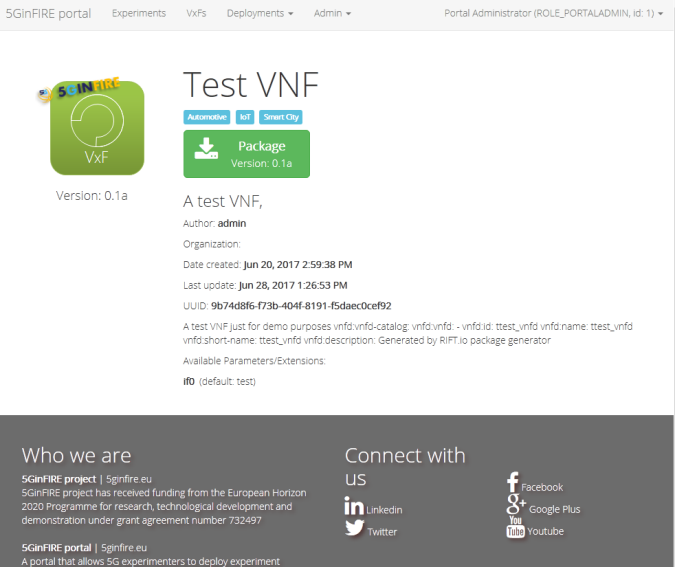 5GinFIRE portal Experiments VxFs Deployments Admin Portal Administrator (ROLE_PORTALADMIN, id: 1)
5GINFIRE
VxF
Version: 0.1a
Test VNF
Automotive IoT Smart City
Package
Version: 0.1a
A test VNF,
Author: admin
Organization:
Date created: Jun 20, 2017 2:59:38 PM
Last update: Jun 28, 2017 1:26:53 PM
UUID: 9b74d8f6-f73b-404f-8191-f5daec0cef92
A test VNF just for demo purposes vnfd:vnfd-catalog: vnfd:vnfd: - vnfd:id: ttest_vnfd vnfd:name: ttest_vnfd
vnfd:short-name: ttest_vnfd vnfd:description: Generated by RIFT.io package generator
Available Parameters/Extensions:
if0 (default: test)
Who we are
5GinFIRE project | 5ginfire.eu
5GinFIRE project has received funding from the European Horizon
2020 Programme for research, technological development and
demonstration under grant agreement number 732497
5GinFIRE portal | 5ginfire.eu
A portal that allows 5G experimenters to deploy experiment
Connect with
us
in Linkedin
Twitter
f Facebook
g+ Google Plus
You
Tube Youtube